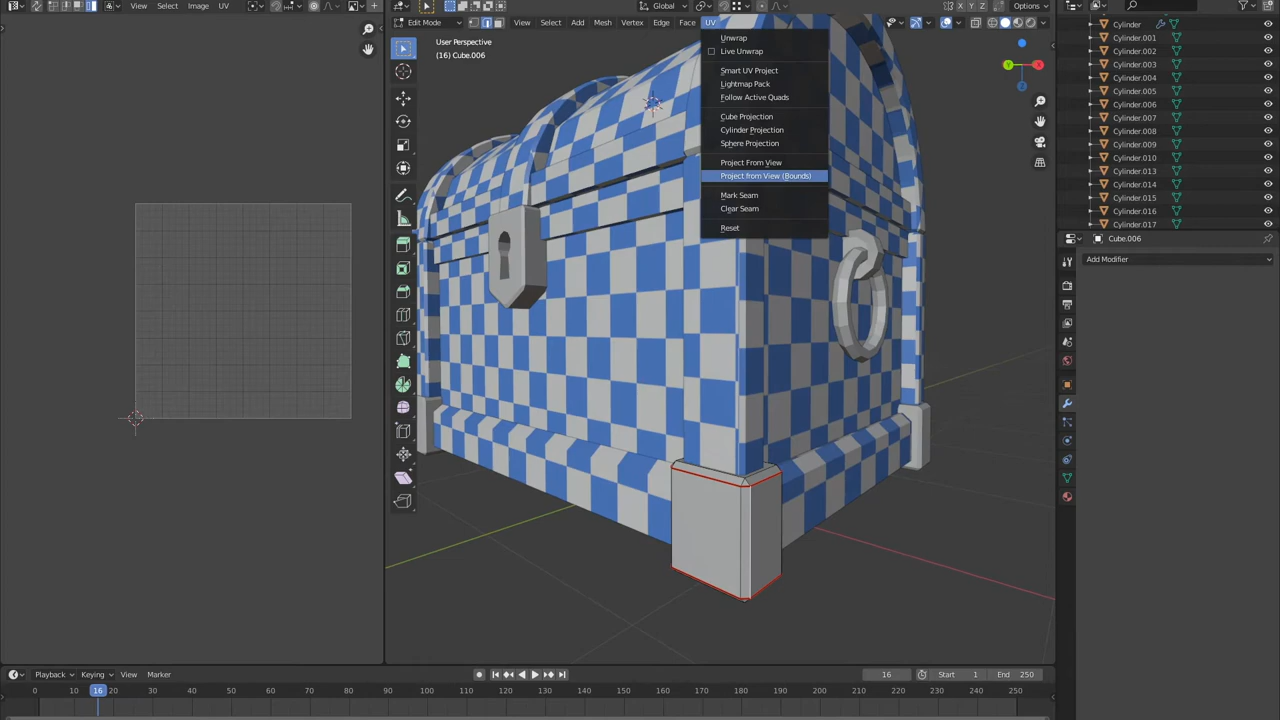 View Select Image UV
Global
Options
Edit Mode View Select Add Mesh Vertex Edge Face UV
User Perspective
(16) Cube.006
Unwrap
Live Unwrap
Smart UV Project
Lightmap Pack
Follow Active Quads
Cube Projection
Cylinder Projection
Sphere Projection
Project From View
Project from View (Bounds)
Mark Seam
Clear Seam
Reset
X Y Z
Y X
Cylinder
Cylinder.001
Cylinder.002
Cylinder.003
Cylinder.004
Cylinder.005
Cylinder.006
Cylinder.007
Cylinder.008
Cylinder.009
Cylinder.010
Cylinder.013
Cylinder.014
Cylinder.015
Cylinder.016
Cylinder.017
Cube.006
Add Modifier
Playback Keying View Marker
16 Start 1 End 250
0 10 16 20 30 40 50 60 70 80 90 100 110 120 130 140 150 160 170 180 190 200 210 220 230 240 250